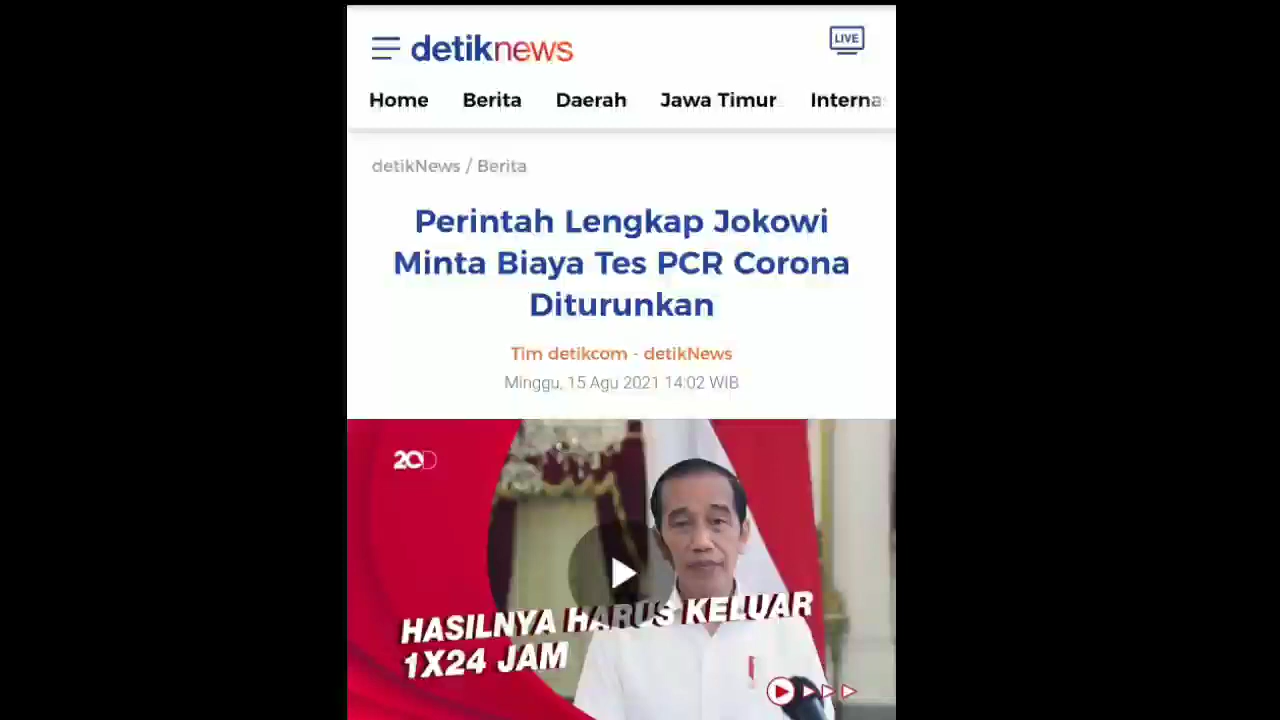 detiknews
LIVE
Home Berita Daerah Jawa Timur Interna
detikNews / Berita
Perintah Lengkap Jokowi
Minta Biaya Tes PCR Corona
Diturunkan
Tim detikcom - detikNews
Minggu, 15 Agu 2021 14:02 WIB
20D
HASILNYA HARUS KELUAR
1X24 JAM